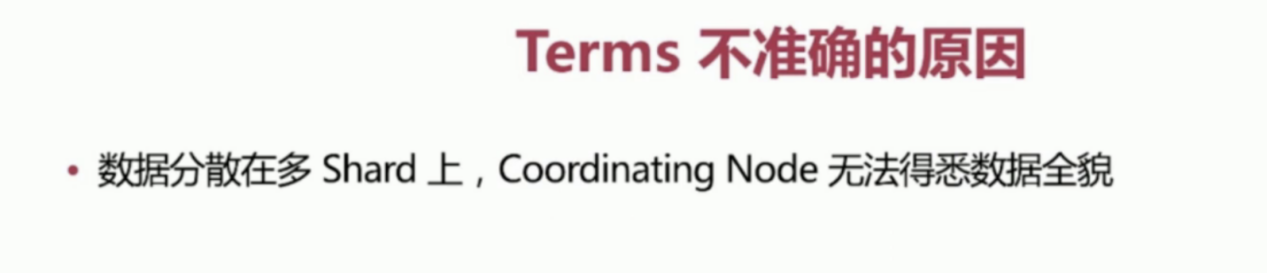 Terms 不准确的原因
• 数据分散在多 Shard 上，Coordinating Node 无法得悉数据全貌